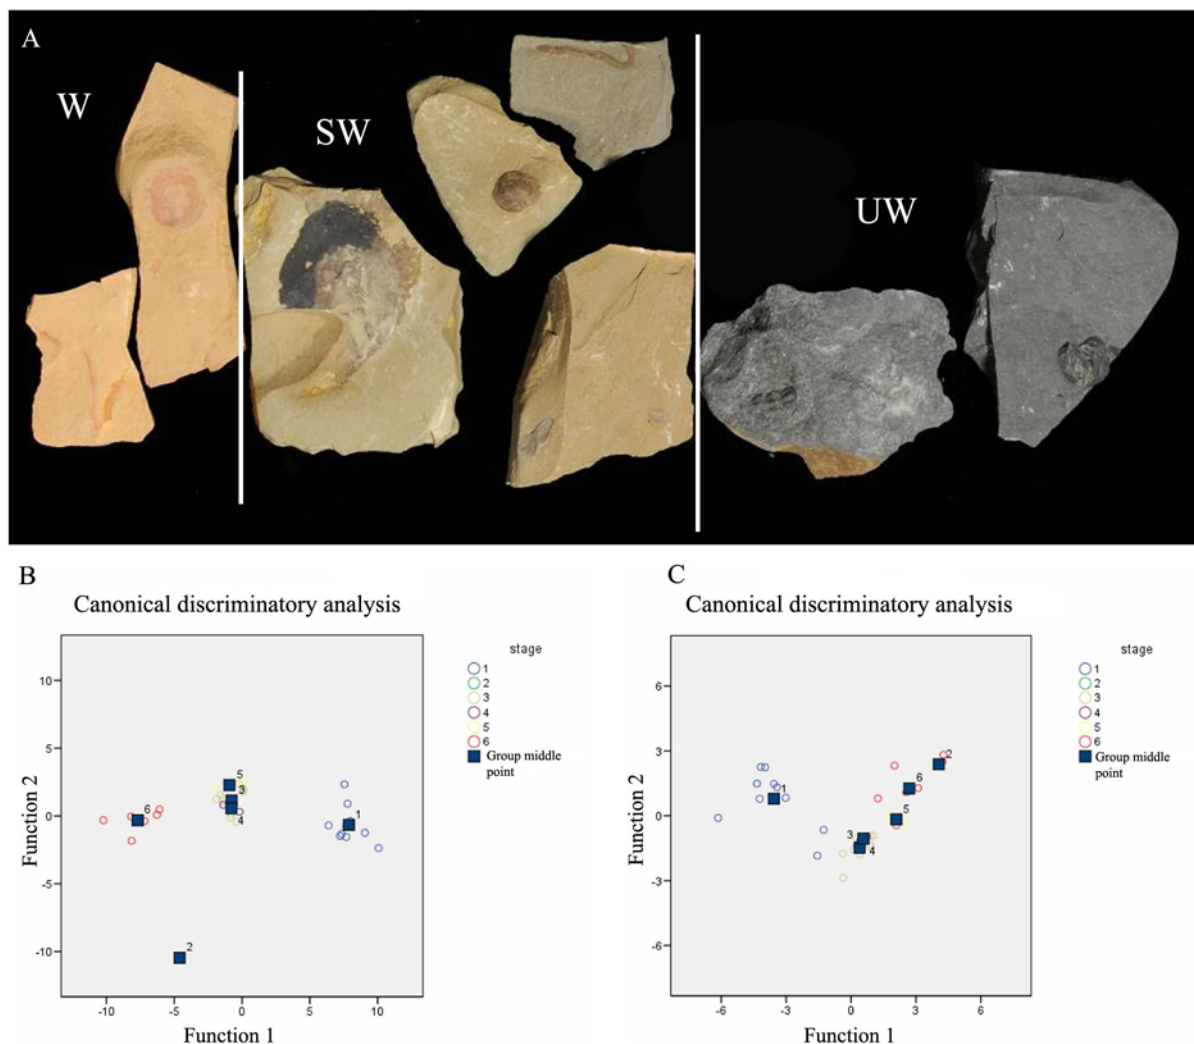 A
W
SW
UW
B
Canonical discriminatory analysis
stage
1
2
3
4
5
6
Group middle
point
10
5
0
-5
-10
Function 2
5
3
4
6
1
2
-10
-5
0
5
10
Function 1
C
Canonical discriminatory analysis
stage
1
2
3
4
5
6
Group middle
point
6
3
0
-3
-6
Function 2
2
6
1
5
3
4
-6
-3
0
3
6
Function 1